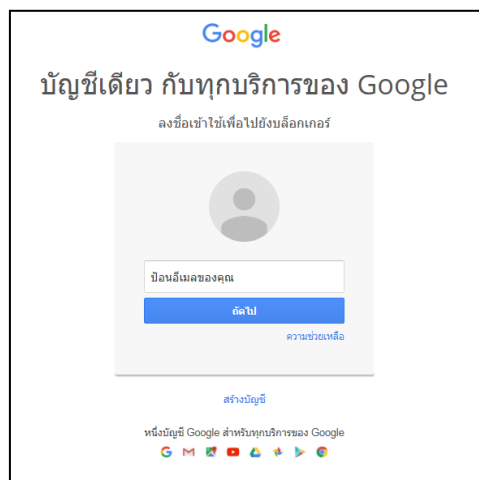 Google
บัญชีเดียว กับทุกบริการของ Google
ลงชื่อเข้าใช้เพื่อไปยังบล็อกเกอร์
ป้อนอีเมลของคุณ
ถัดไป
ความช่วยเหลือ
สร้างบัญชี
หนึ่งบัญชี Google สำหรับทุกบริการของ Google